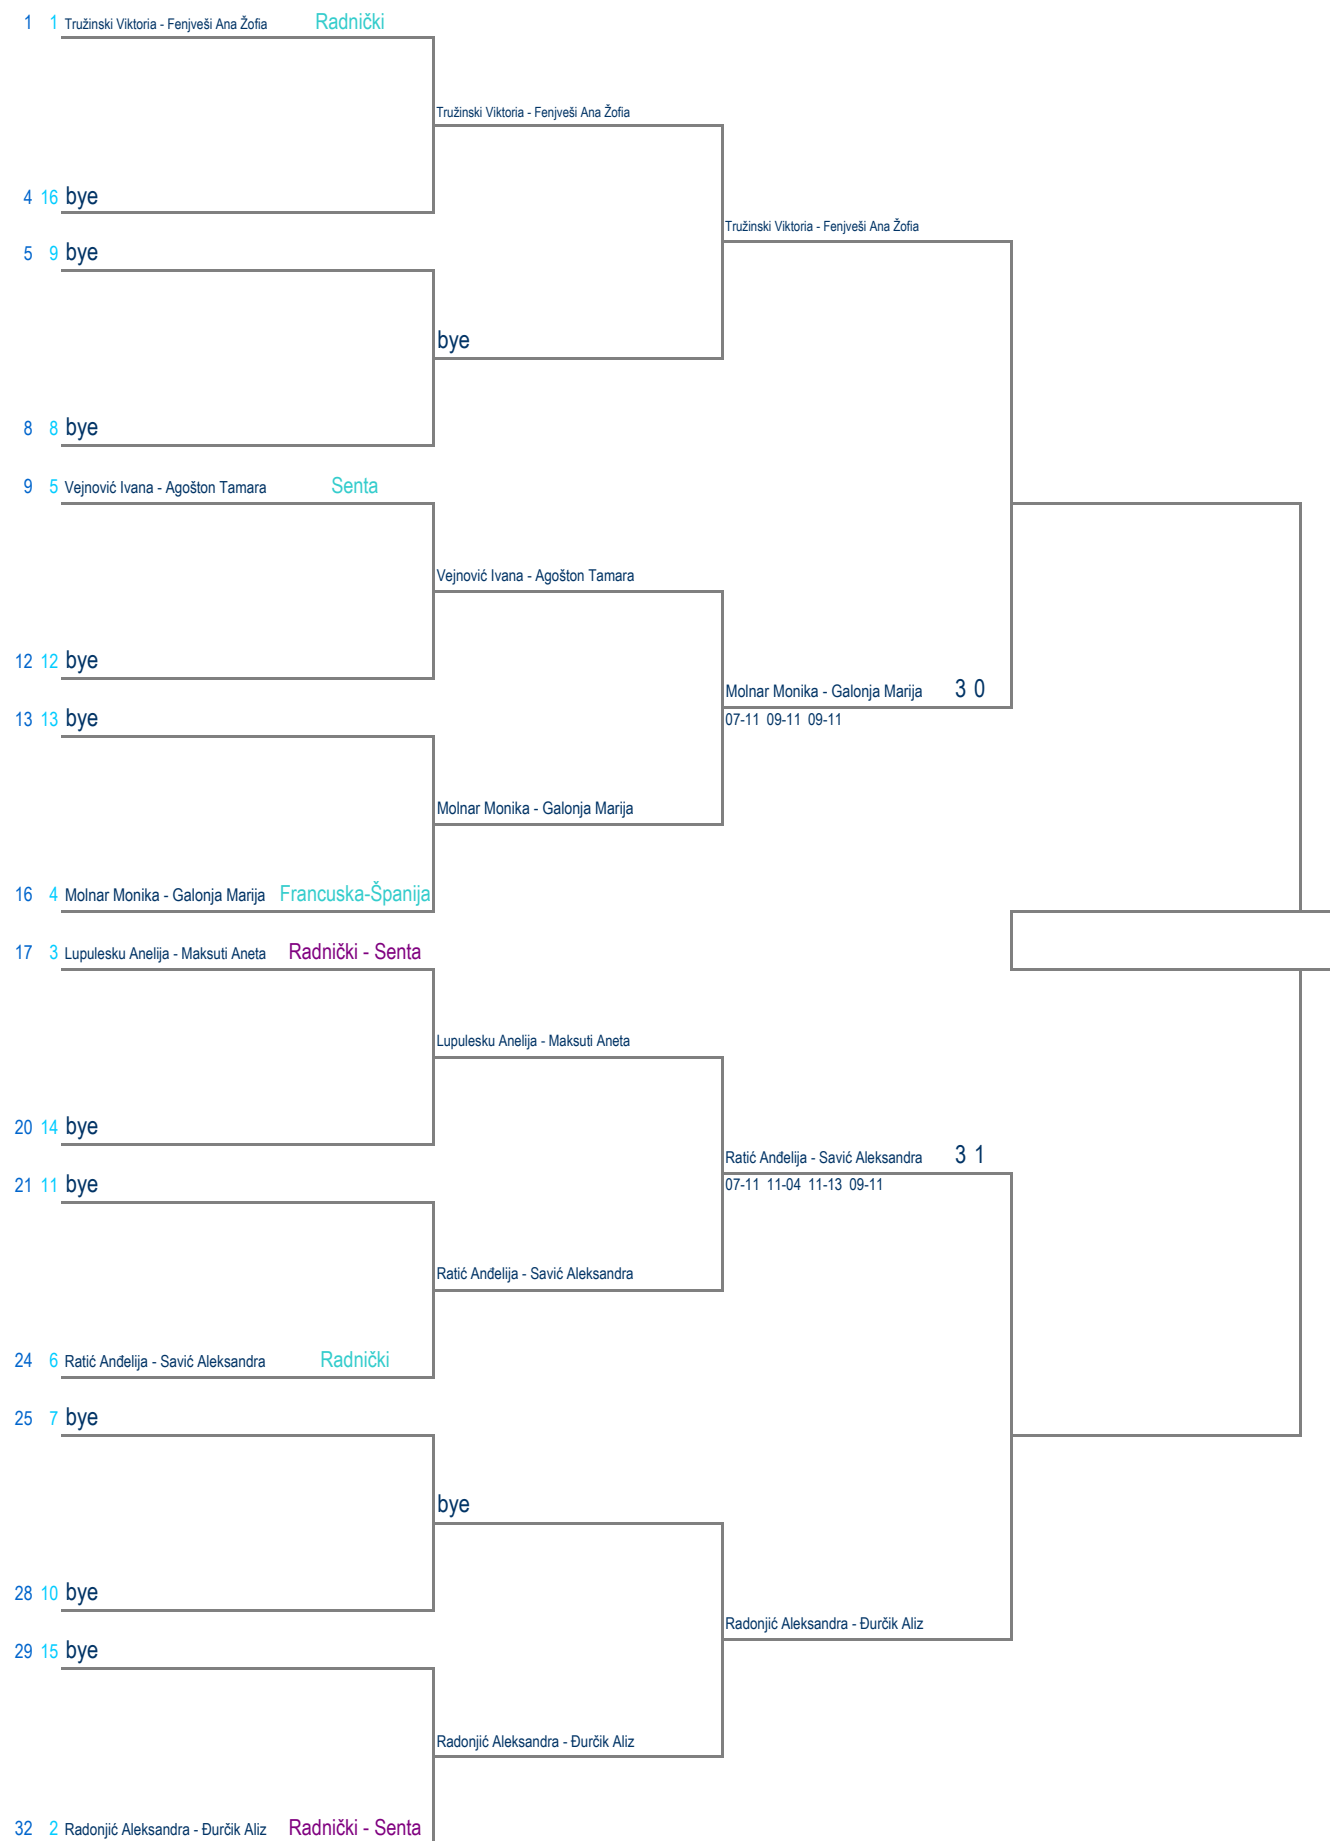 1 1 Tružinski Viktoria - Fenjveši Ana Žofia Radnički
Tružinski Viktoria - Fenjveši Ana Žofia
4 16 bye
Tružinski Viktoria - Fenjveši Ana Žofia
5 9 bye
bye
8 8 bye
9 5 Vejnović Ivana - Agošton Tamara Senta
Vejnović Ivana - Agošton Tamara
12 12 bye
Molnar Monika - Galonja Marija 3 0
13 13 bye
07-11 09-11 09-11
Molnar Monika - Galonja Marija
16 4 Molnar Monika - Galonja Marija Francuska-Španija
17 3 Lupulesku Anelija - Maksuti Aneta Radnički - Senta
Lupulesku Anelija - Maksuti Aneta
20 14 bye
Ratić Anđelija - Savić Aleksandra 3 1
21 11 bye
07-11 11-04 11-13 09-11
Ratić Anđelija - Savić Aleksandra
24 6 Ratić Anđelija - Savić Aleksandra Radnički
25 7 bye
bye
28 10 bye
Radonjić Aleksandra - Đurčik Aliz
29 15 bye
Radonjić Aleksandra - Đurčik Aliz
32 2 Radonjić Aleksandra - Đurčik Aliz Radnički - Senta